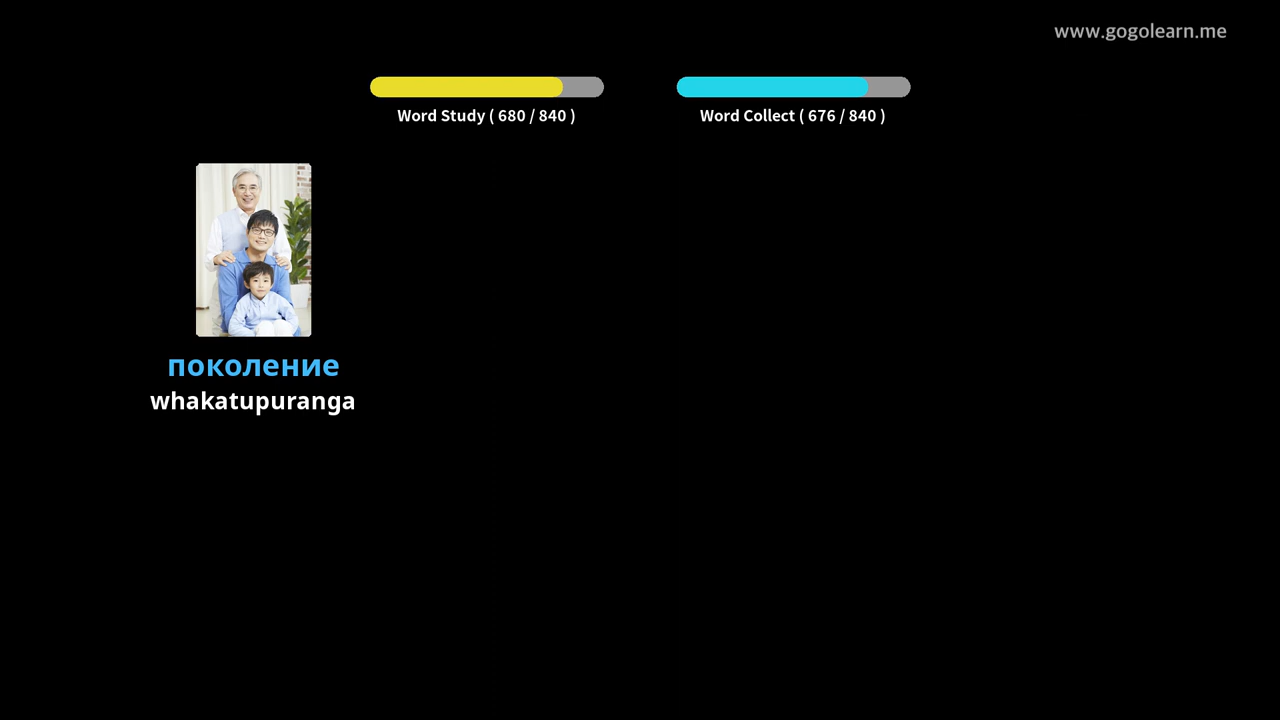 www.gogolearn.me
Word Study ( 680 / 840 )
Word Collect ( 676 / 840 )
поколение
whakatupuranga